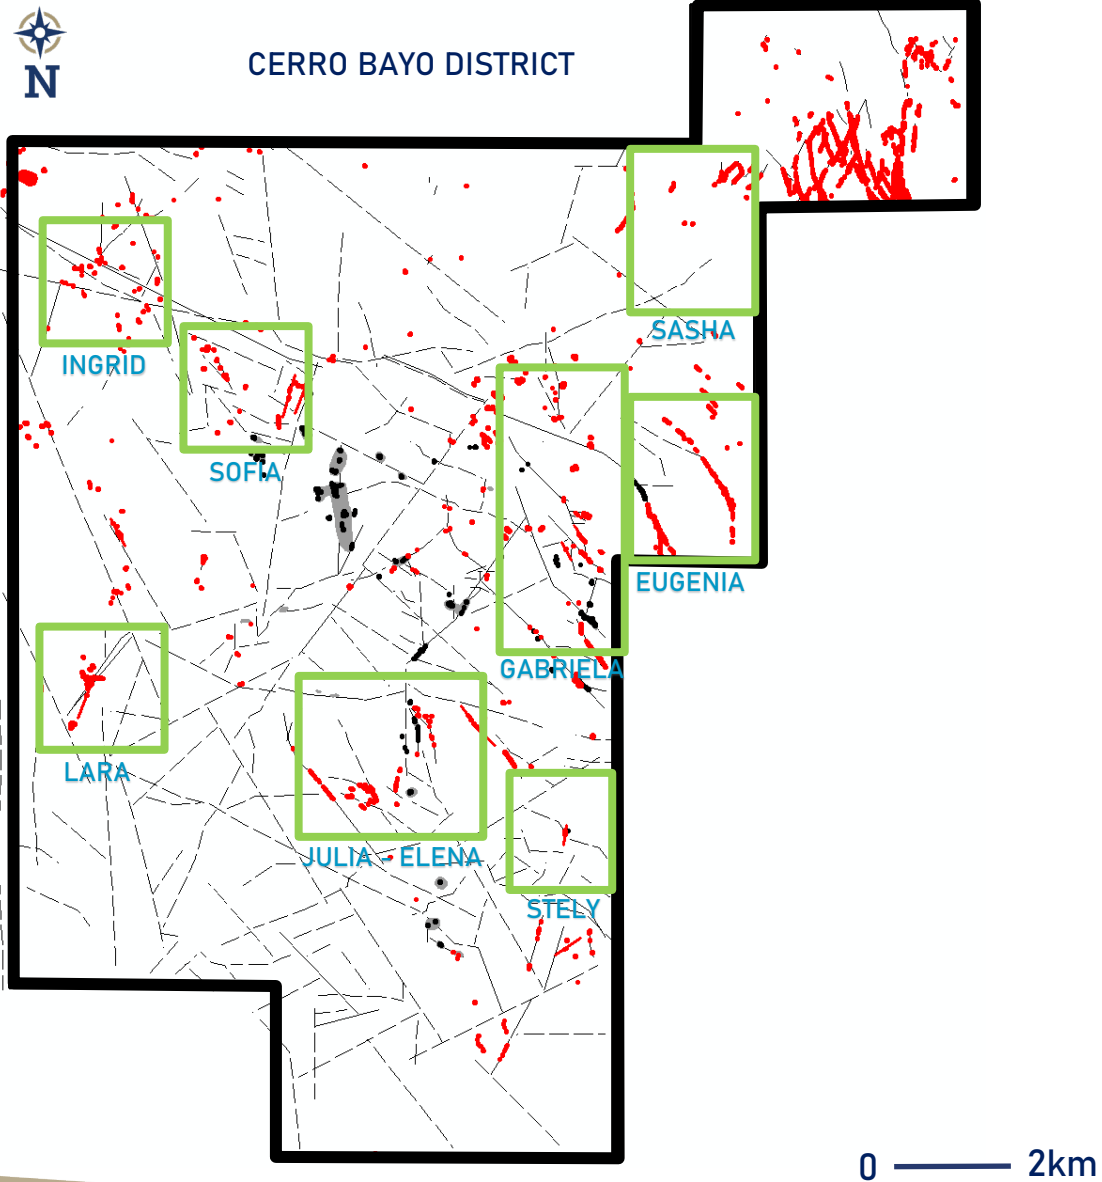 N
CERRO BAYO DISTRICT
SASHA
INGRID
SOFIA
EUGENIA
GABRIELA
LARA
JULIA - ELENA
STELY
0 2km